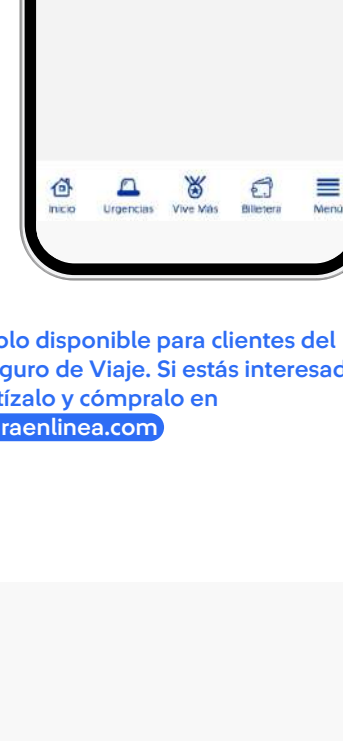 Inicio Urgencias Vive Más Billetera Menú
olo disponible para clientes del
guro de Viaje. Si estás interesad
tízalo y cómpralo en
raenlinea.com